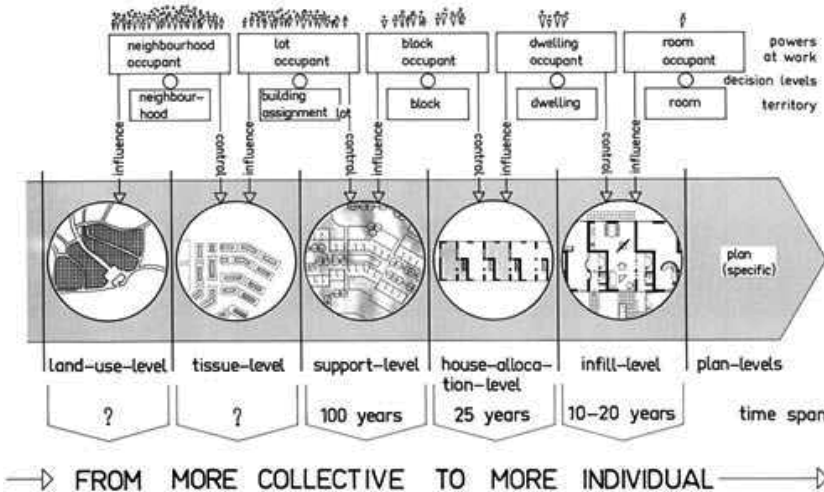 neighbourhood
occupant
lot
occupant
block
occupant
dwelling
occupant
room
occupant
powers
at work
decision levels
neighbour-
hood
building
assignment lot
block
dwelling
room
territory
influence
control
influence
control
influence
control
influence
control
influence
plan
(specific)
land-use-level
tissue-level
support-level
house-alloca-
tion-level
infill-level
plan-levels
?
?
100 years
25 years
10-20 years
time span
FROM MORE COLLECTIVE TO MORE INDIVIDUAL